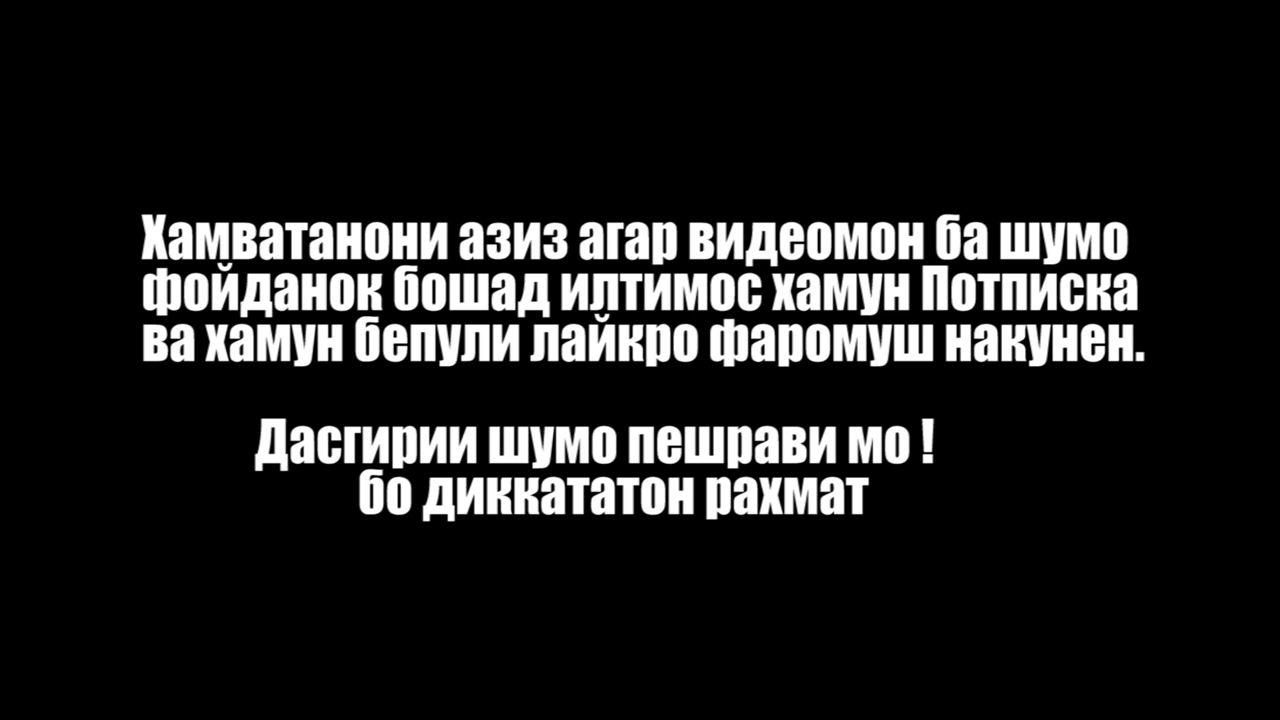 Хамватанони азиз агар видеомон ба шумо
фойданок бошад илтимос хамун Потписка
ва хамун бепули лайкро фаромуш накунен.
Дасгирии шумо пешрави мо !
бо диккататон рахмат